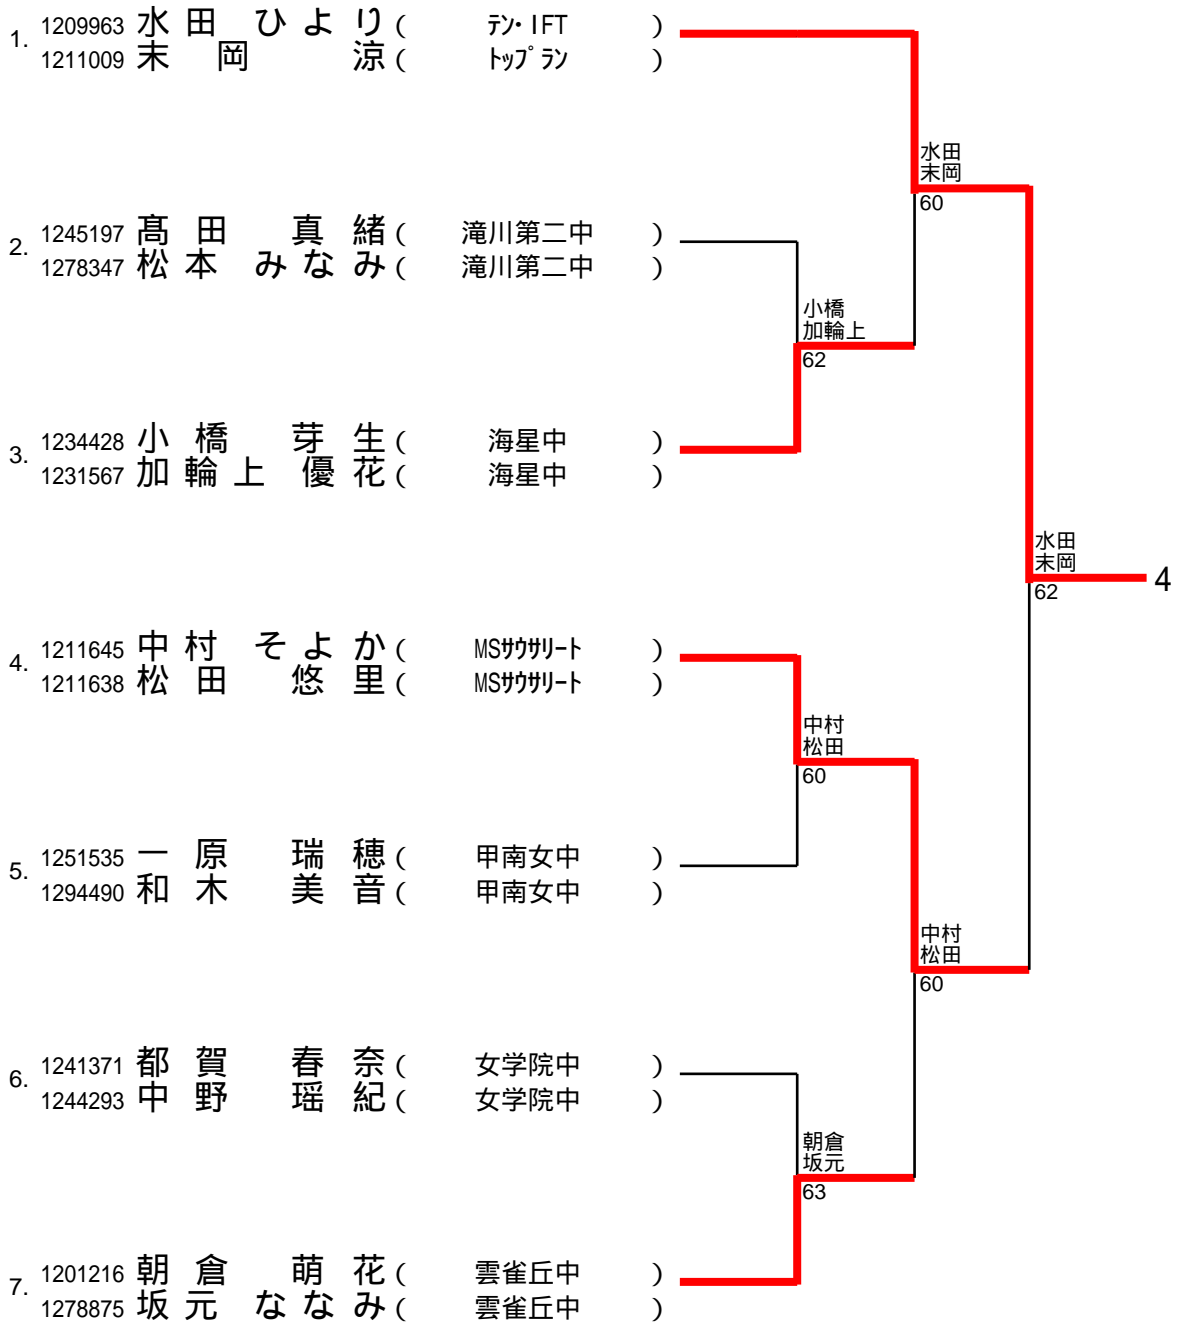 1. 1209963 水田 ひより ( テン・IFT )
1211009 末岡 涼 ( トップラン )
水田
末岡
60
2. 1245197 髙田 真緒 ( 滝川第二中 )
1278347 松本 みなみ ( 滝川第二中 )
小橋
加輪上
62
3. 1234428 小橋 芽生 ( 海星中 )
1231567 加輪上 優花 ( 海星中 )
水田
末岡
62
4
4. 1211645 中村 そよか ( MSサウサリート )
1211638 松田 悠里 ( MSサウサリート )
中村
松田
60
5. 1251535 一原 瑞穂 ( 甲南女中 )
1294490 和木 美音 ( 甲南女中 )
中村
松田
60
6. 1241371 都賀 春奈 ( 女学院中 )
1244293 中野 瑶紀 ( 女学院中 )
朝倉
坂元
63
7. 1201216 朝倉 萌花 ( 雲雀丘中 )
1278875 坂元 ななみ ( 雲雀丘中 )